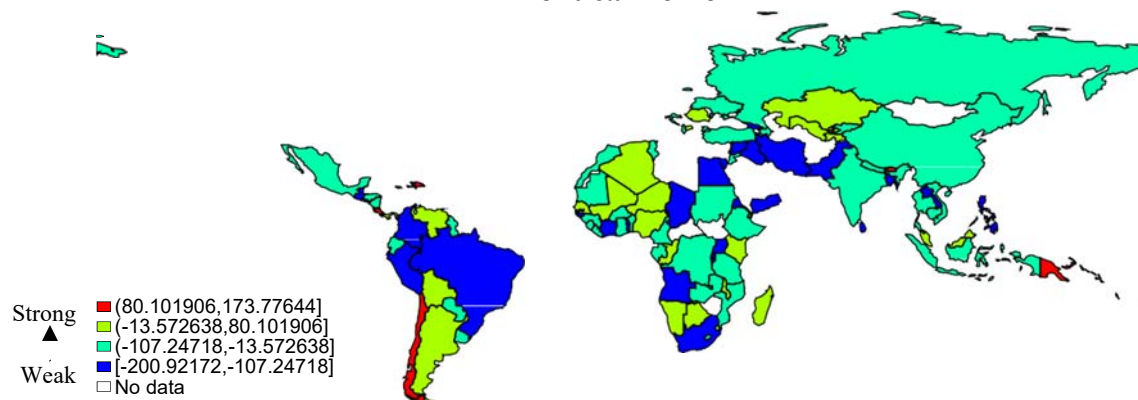 Strong
▲
Weak
(80.101906,173.77644]
(-13.572638,80.101906]
(-107.24718,-13.572638]
[-200.92172,-107.24718]
No data